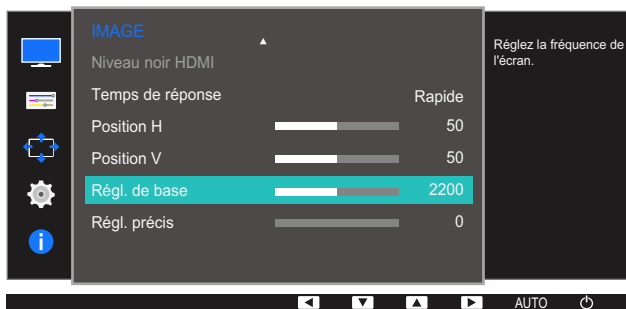 IMAGE
Niveau noir HDMI
Temps de réponse Rapide
Position H 50
Position V 50
Régl. de base 2200
Régl. précis 0
Réglez la fréquence de
l'écran.
AUTO